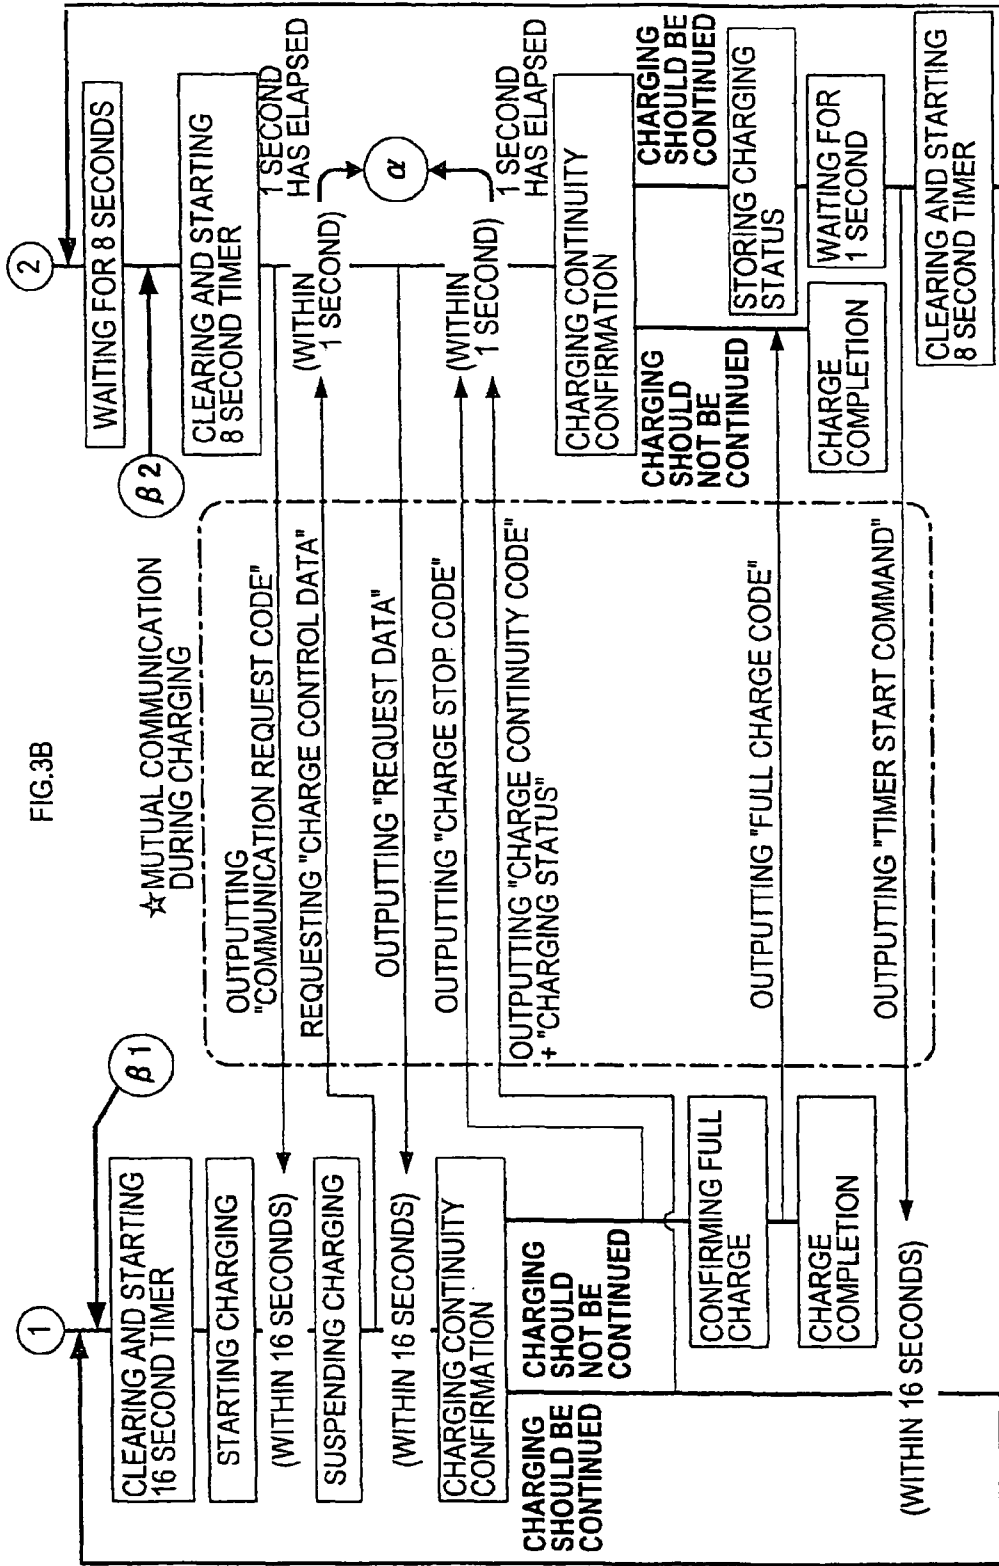 FIG.3B
☆MUTUAL COMMUNICATION
DURING CHARGING
1
β1
CLEARING AND STARTING
16 SECOND TIMER
STARTING CHARGING
(WITHIN 16 SECONDS)
SUSPENDING CHARGING
(WITHIN 16 SECONDS)
CHARGING CONTINUITY
CONFIRMATION
CHARGING
SHOULD BE
CONTINUED
CHARGING
SHOULD
NOT BE
CONTINUED
CONFIRMING FULL
CHARGE
CHARGE
COMPLETION
(WITHIN 16 SECONDS)
OUTPUTTING
"COMMUNICATION REQUEST CODE"
REQUESTING "CHARGE CONTROL DATA"
OUTPUTTING "REQUEST DATA"
OUTPUTTING "CHARGE STOP CODE"
OUTPUTTING "CHARGE CONTINUITY CODE"
+ "CHARGING STATUS"
OUTPUTTING "FULL CHARGE CODE"
OUTPUTTING "TIMER START COMMAND"
2
WAITING FOR 8 SECONDS
β2
CLEARING AND STARTING
8 SECOND TIMER
1 SECOND
HAS ELAPSED
(WITHIN
1 SECOND)
α
(WITHIN
1 SECOND)
1 SECOND
HAS ELAPSED
CHARGING CONTINUITY
CONFIRMATION
CHARGING
SHOULD
NOT BE
CONTINUED
CHARGING
SHOULD BE
CONTINUED
STORING CHARGING
STATUS
CHARGE
COMPLETION
WAITING FOR
1 SECOND
CLEARING AND STARTING
8 SECOND TIMER